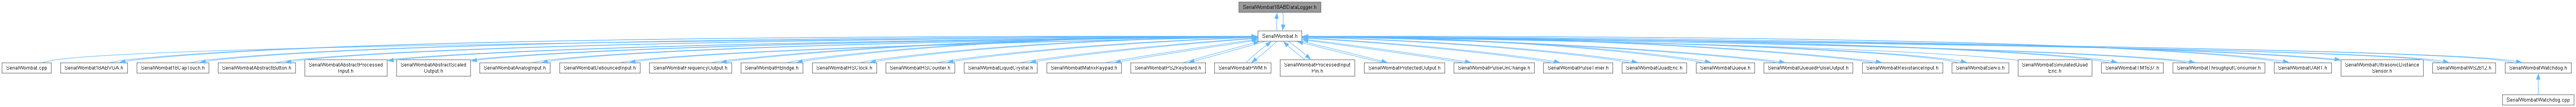 SerialWombat18ABDataLogger.h
SerialWombat.h
SerialWombat.cpp
SerialWombat18ABVGA.h
SerialWombat18CapTouch.h
SerialWombatAbstractButton.h
SerialWombatAbstractProcessed
Input.h
SerialWombatAbstractScaled
Output.h
SerialWombatAnalogInput.h
SerialWombatDebouncedInput.h
SerialWombatFrequencyOutput.h
SerialWombatHBridge.h
SerialWombatHSClock.h
SerialWombatHSCounter.h
SerialWombatLiquidCrystal.h
SerialWombatMatrixKeypad.h
SerialWombatPS2Keyboard.h
SerialWombatPWM.h
SerialWombatProcessedInput
Pin.h
SerialWombatProtectedOutput.h
SerialWombatPulseOnChange.h
SerialWombatPulseTimer.h
SerialWombatQuadEnc.h
SerialWombatQueue.h
SerialWombatQueuedPulseOutput.h
SerialWombatResistanceInput.h
SerialWombatServo.h
SerialWombatSimulatedQuad
Enc.h
SerialWombatTM1637.h
SerialWombatThroughputConsumer.h
SerialWombatUART.h
SerialWombatUltrasonicDistance
Sensor.h
SerialWombatWS2812.h
SerialWombatWatchdog.h
SerialWombatWatchdog.cpp